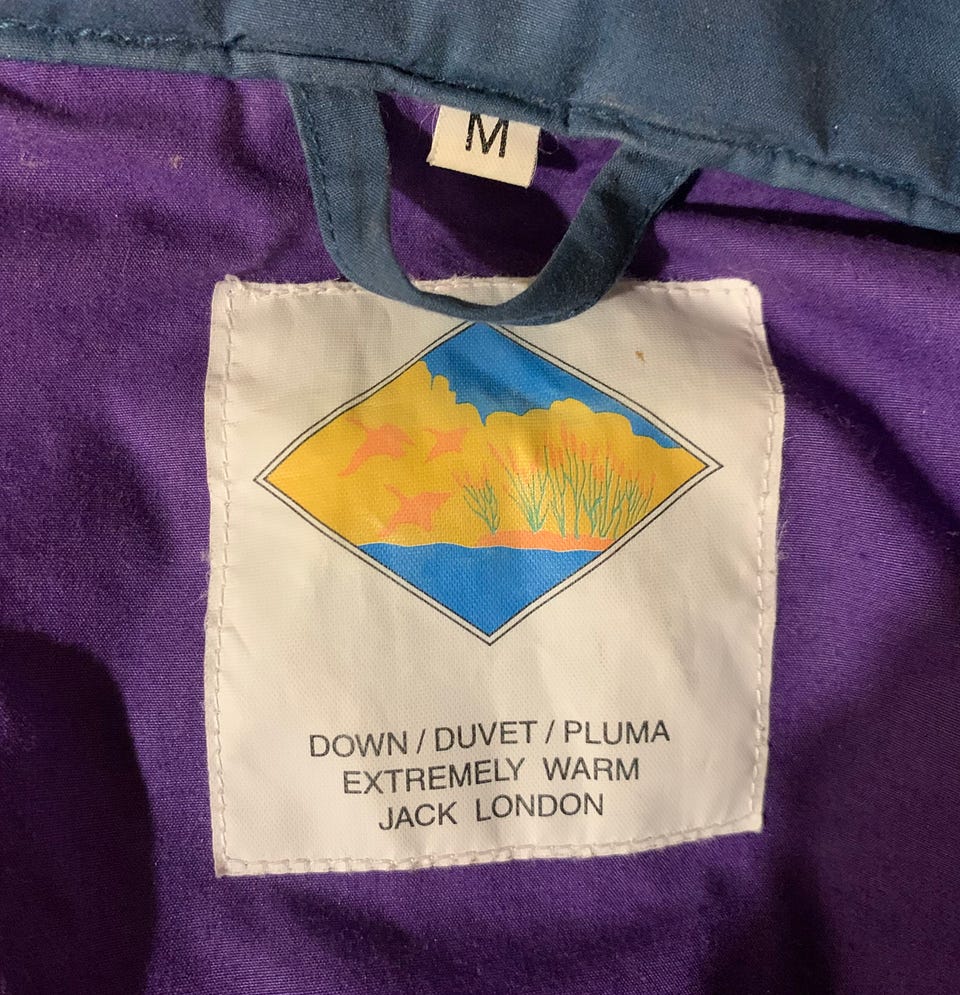 M
DOWN / DUVET / PLUMA
EXTREMELY WARM
JACK LONDON